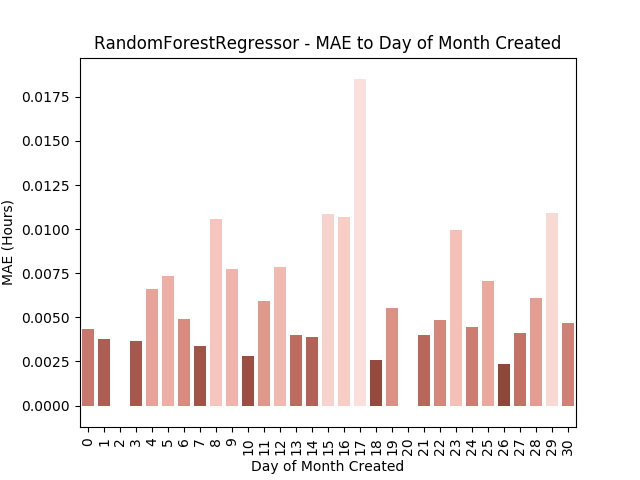 RandomForestRegressor - MAE to Day of Month Created
MAE (Hours)
0.0175
0.0150
0.0125
0.0100
0.0075
0.0050
0.0025
0.0000
0 1 2 3 4 5 6 7 8 9 10 11 12 13 14 15 16 17 18 19 20 21 22 23 24 25 26 27 28 29 30
Day of Month Created